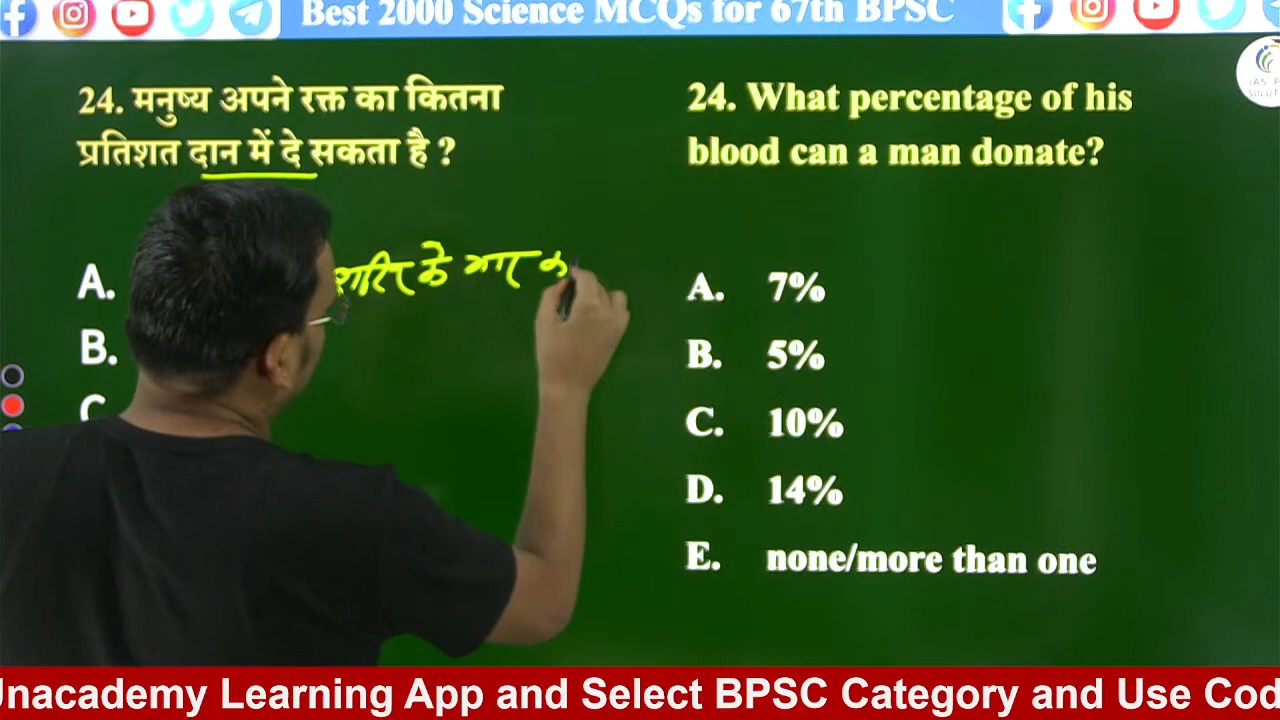 Best 2000 Science MCQs for 67th BPSC
24. मनुष्य अपने रक्त का कितना
प्रतिशत दान में दे सकता है ?
शरिर के भार क
A.
B.
C
24. What percentage of his
blood can a man donate?
A. 7%
B. 5%
C. 10%
D. 14%
E. none/more than one
Unacademy Learning App and Select BPSC Category and Use Cod